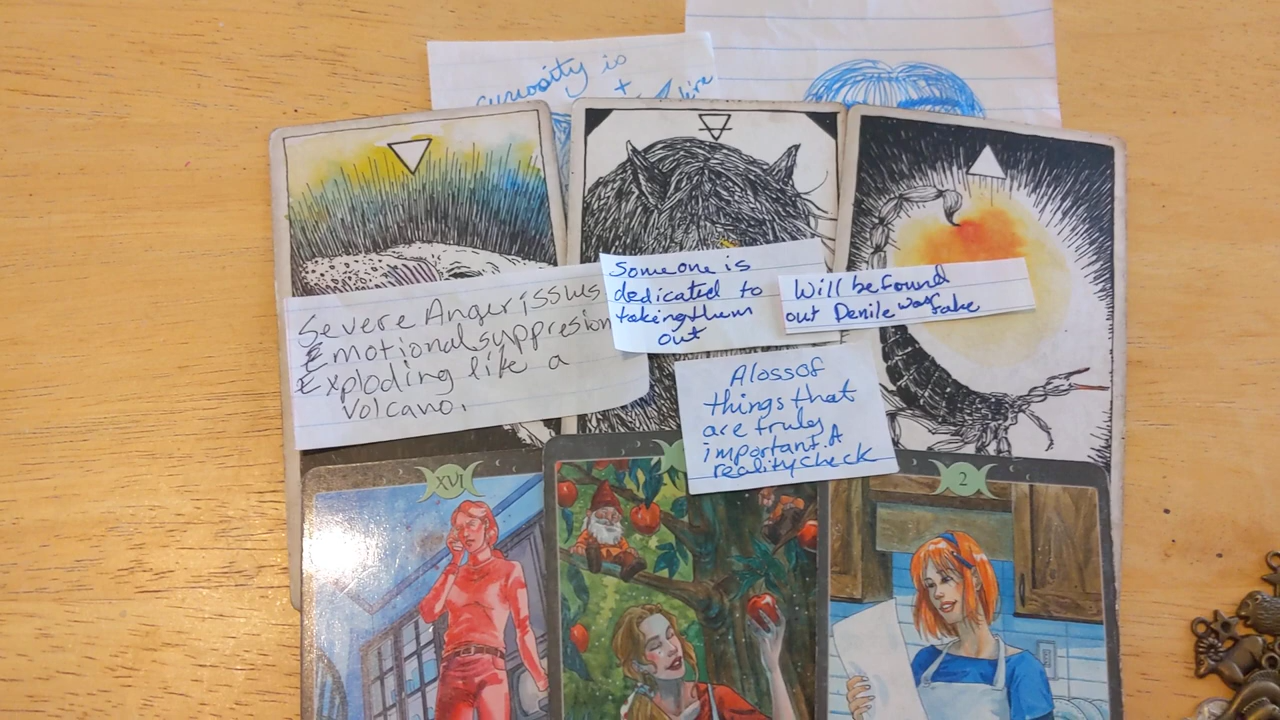 curiosity is
+
Severe Anger issues
Emotional suppresion
Exploding like a
Volcano.
Someone is
dedicated to
taking them
out
Will be found
out Denile was fake
A loss of
things that
are truly
important. A
reality check
XVI
2